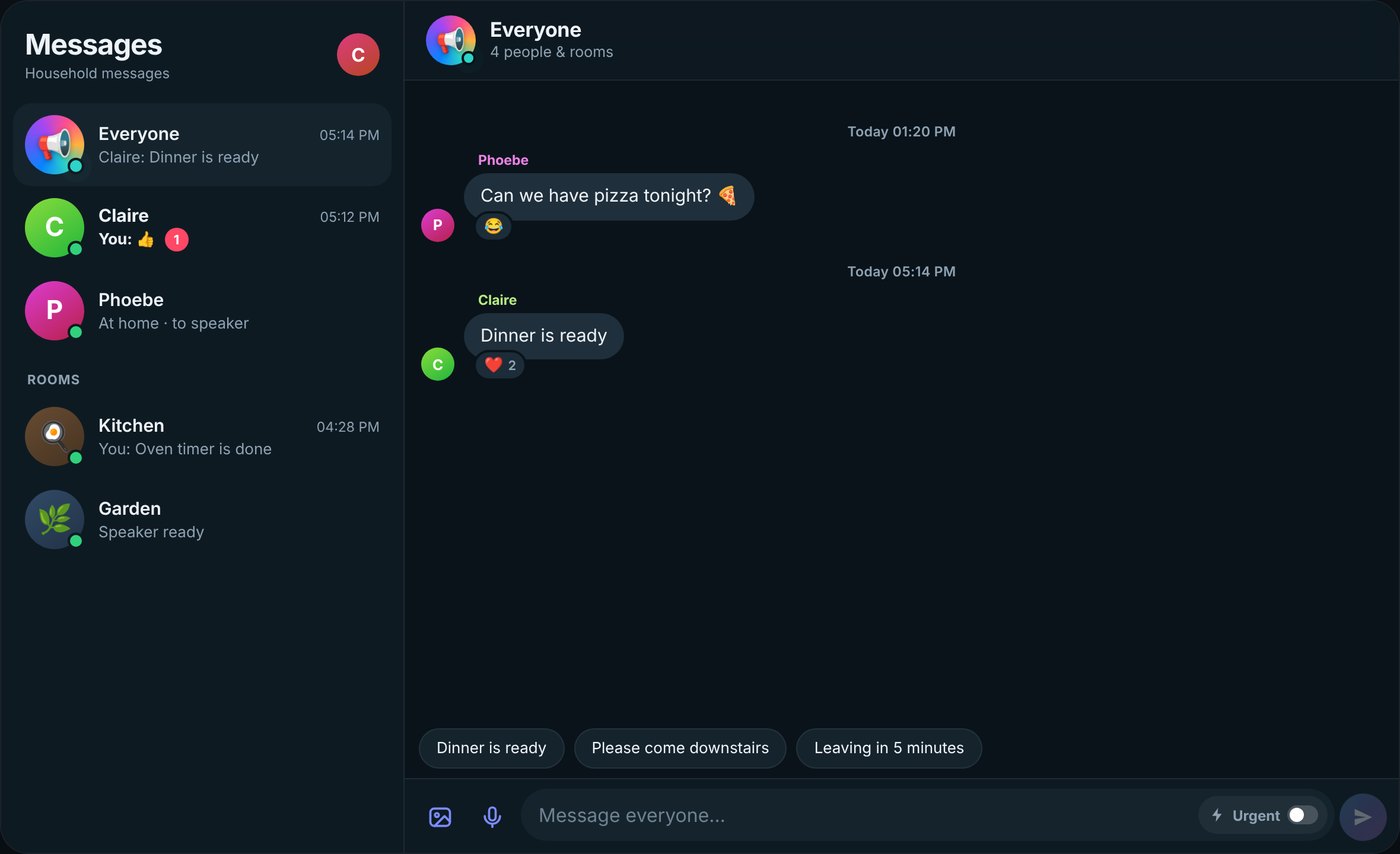 Messages
Household messages
C
Everyone
05:14 PM
Claire: Dinner is ready
C
Claire
05:12 PM
You: 👍 1
P
Phoebe
At home · to speaker
ROOMS
Kitchen
04:28 PM
You: Oven timer is done
Garden
Speaker ready
Everyone
4 people & rooms
Today 01:20 PM
Phoebe
Can we have pizza tonight? 🍕
P
😂
Today 05:14 PM
Claire
Dinner is ready
C
❤️ 2
Dinner is ready
Please come downstairs
Leaving in 5 minutes
Message everyone...
Urgent